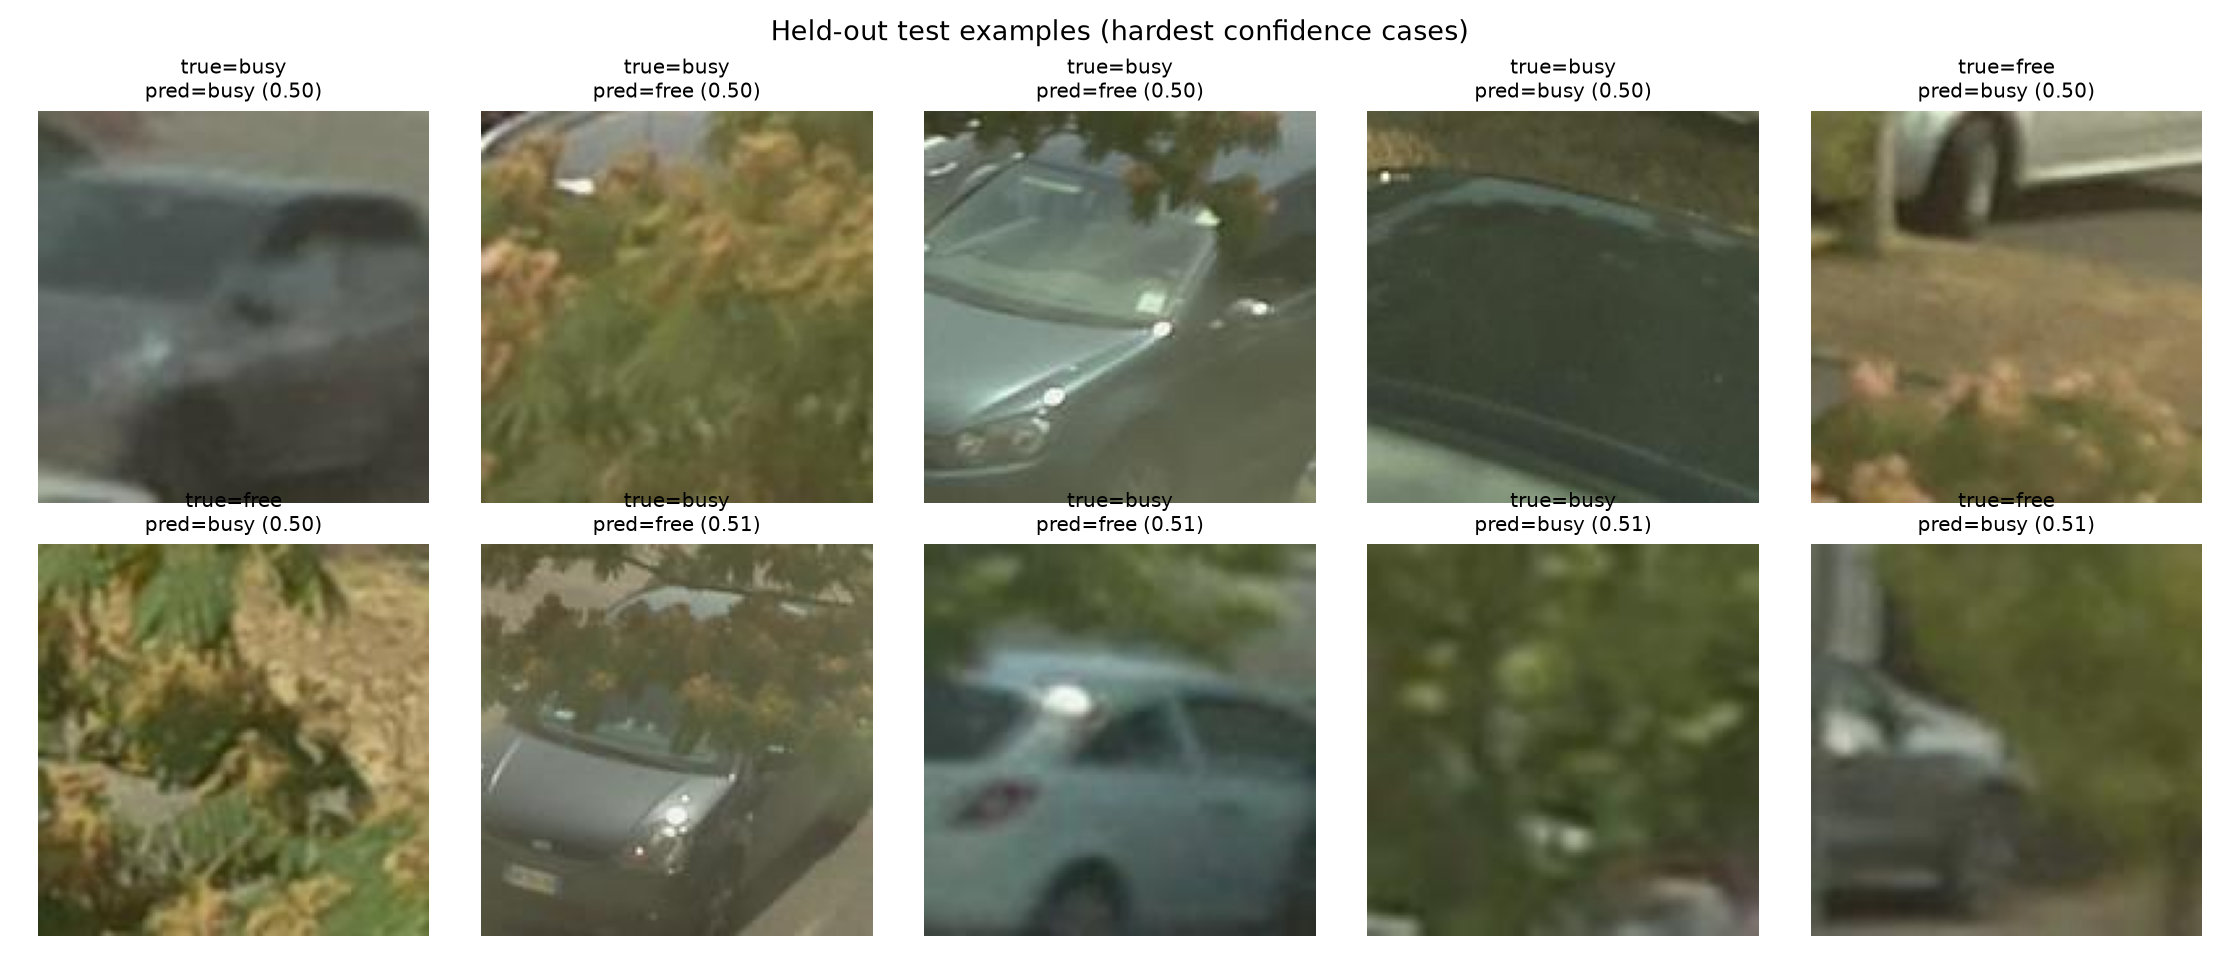 Held-out test examples (hardest confidence cases)
true=busy
pred=busy (0.50)
true=busy
pred=free (0.50)
true=busy
pred=free (0.50)
true=busy
pred=busy (0.50)
true=free
pred=busy (0.50)
true=free
pred=busy (0.50)
true=busy
pred=free (0.51)
true=busy
pred=free (0.51)
true=busy
pred=busy (0.51)
true=free
pred=busy (0.51)